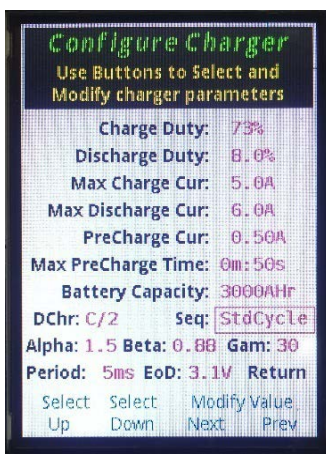 Configure Charger
Use Buttons to Select and
Modify charger parameters
Charge Duty: 73%
Discharge Duty: 8.0%
Max Charge Cur: 5.0A
Max Discharge Cur: 6.0A
PreCharge Cur: 0.50A
Max PreCharge Time: 0m:50s
Battery Capacity: 3000AHr
DChr: C/2 Seq: StdCycle
Alpha: 1.5 Beta: 0.88 Gam: 30
Period: 5ms EoD: 3.1V Return
Select Select Modify Value
Up Down Next Prev